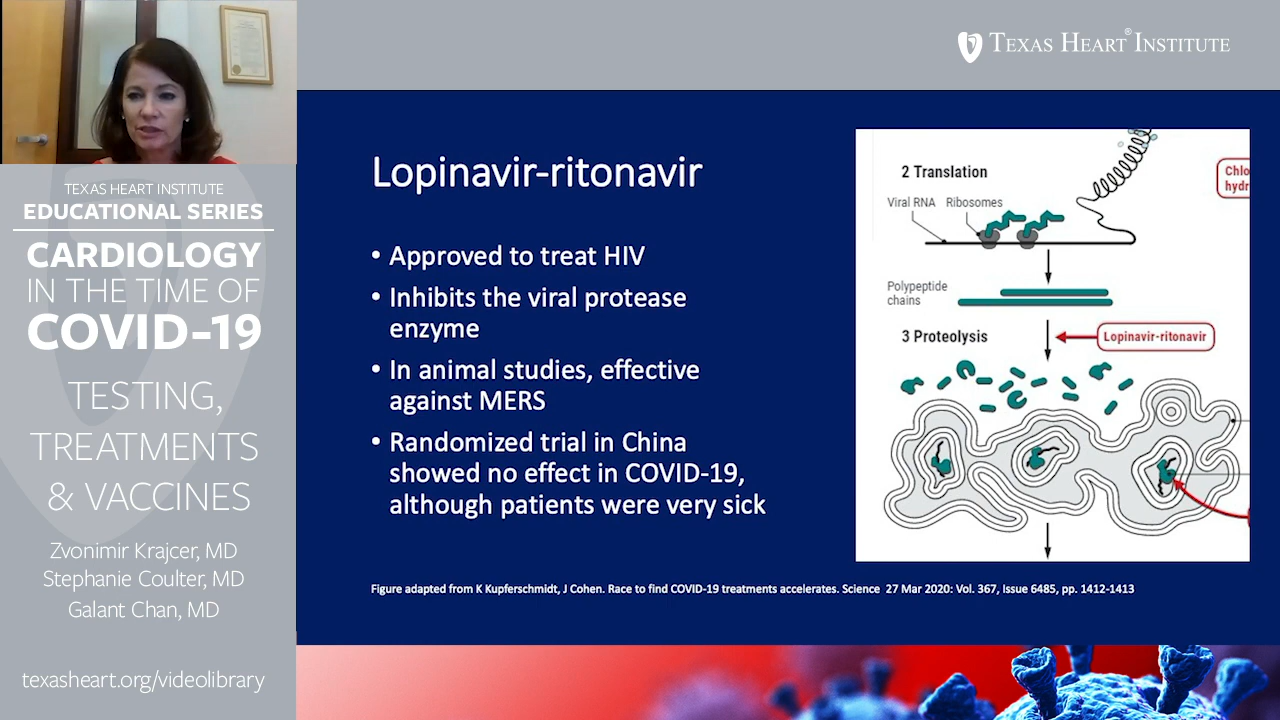 TEXAS HEART INSTITUTE
EDUCATIONAL SERIES
CARDIOLOGY
IN THE TIME OF
COVID-19
TESTING,
TREATMENTS
& VACCINES
Zvonimir Krajcer, MD
Stephanie Coulter, MD
Galant Chan, MD
texasheart.org/videolibrary
TEXAS HEART® INSTITUTE
Lopinavir-ritonavir
• Approved to treat HIV
• Inhibits the viral protease
enzyme
• In animal studies, effective
against MERS
• Randomized trial in China
showed no effect in COVID-19,
although patients were very sick
2 Translation
Viral RNA
Ribosomes
Chlo
hydr
Polypeptide
chains
3 Proteolysis
Lopinavir-ritonavir
Figure adapted from K Kupferschmidt, J Cohen. Race to find COVID-19 treatments accelerates. Science 27 Mar 2020: Vol. 367, Issue 6485, pp. 1412-1413